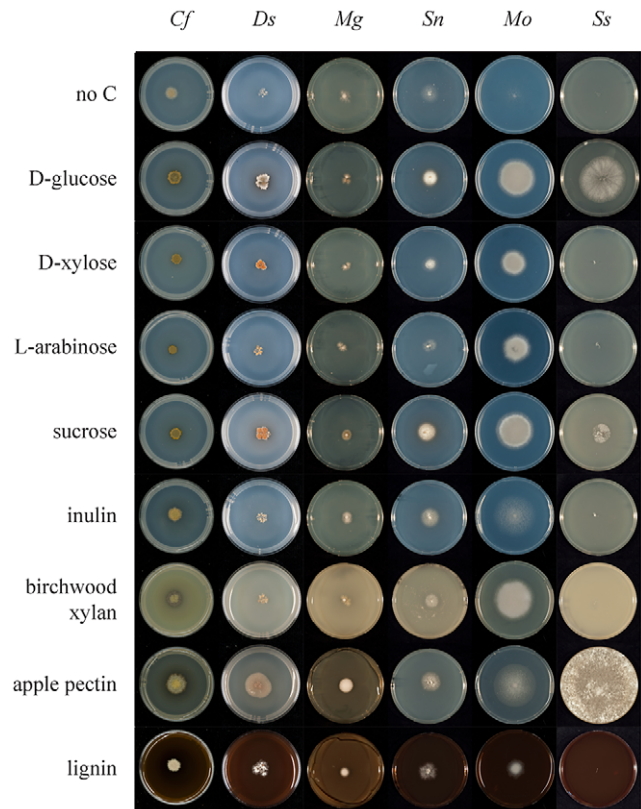 Cf Ds Mg Sn Mo Ss
no C
D-glucose
D-xylose
L-arabinose
sucrose
inulin
birchwood
xylan
apple pectin
lignin